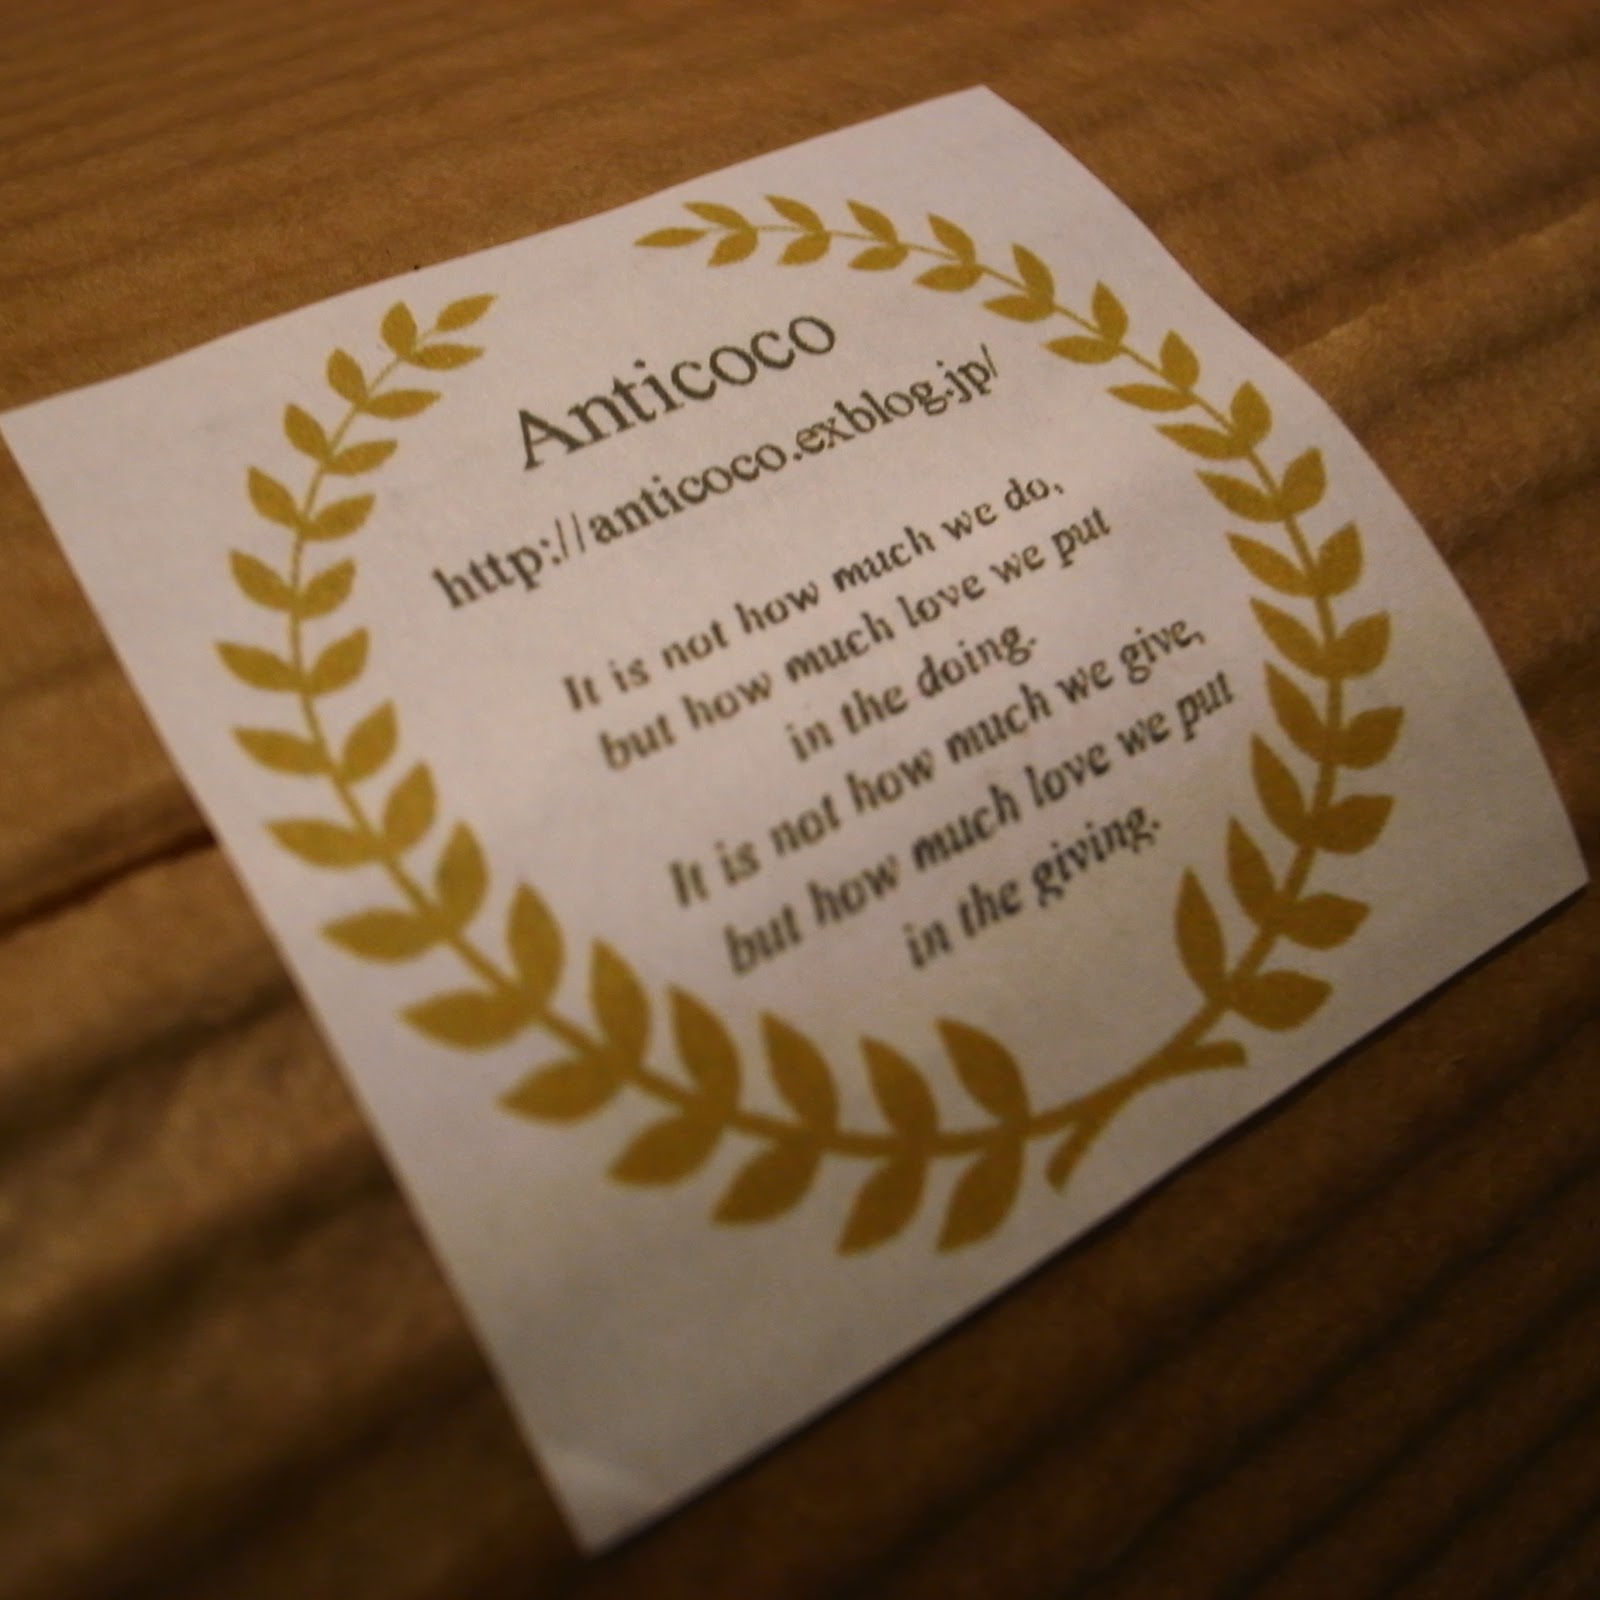 Anticoco
http://anticoco.exblog.jp/
It is not how much we do,
but how much love we put
in the doing.
It is not how much we give,
but how much love we put
in the giving.